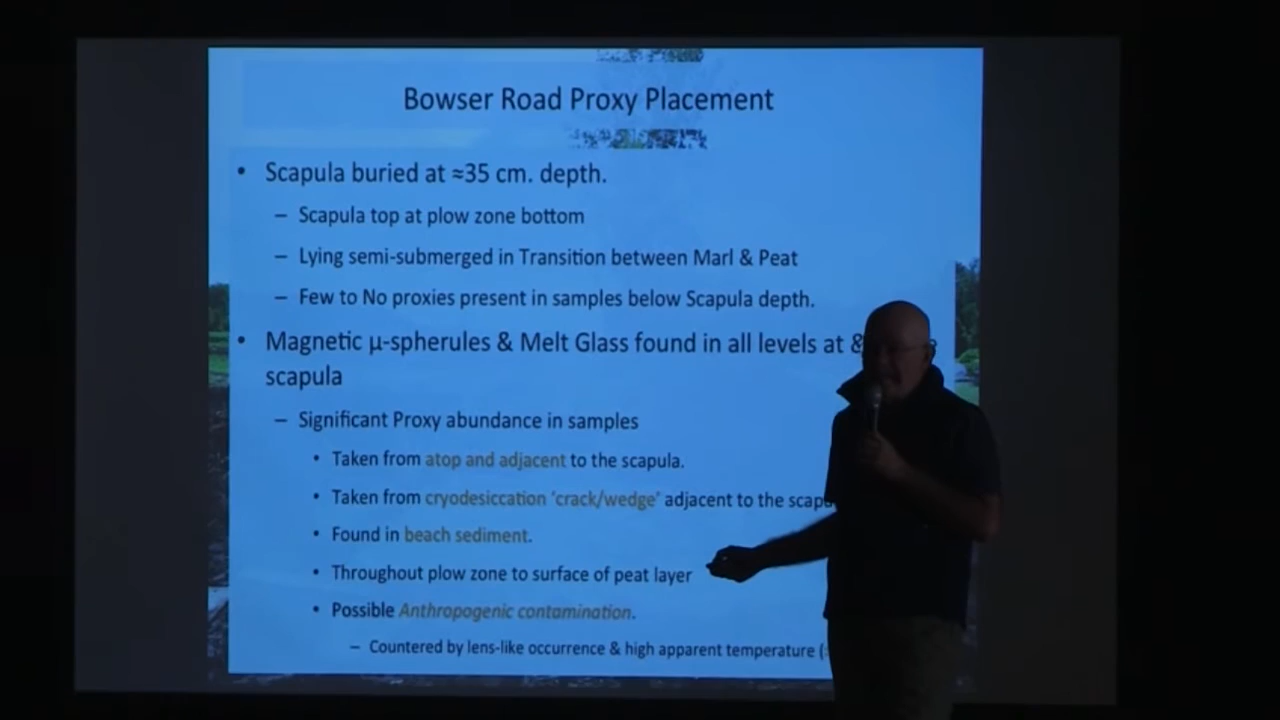 Bowser Road Proxy Placement
• Scapula buried at ≈35 cm. depth.
– Scapula top at plow zone bottom
– Lying semi-submerged in Transition between Marl & Peat
– Few to No proxies present in samples below Scapula depth.
• Magnetic µ-spherules & Melt Glass found in all levels at &
scapula
– Significant Proxy abundance in samples
• Taken from atop and adjacent to the scapula.
• Taken from cryodesiccation 'crack/wedge' adjacent to the
• Found in beach sediment.
• Throughout plow zone to surface of peat layer
• Possible Anthropogenic contamination.
– Countered by lens-like occurrence & high apparent temperature